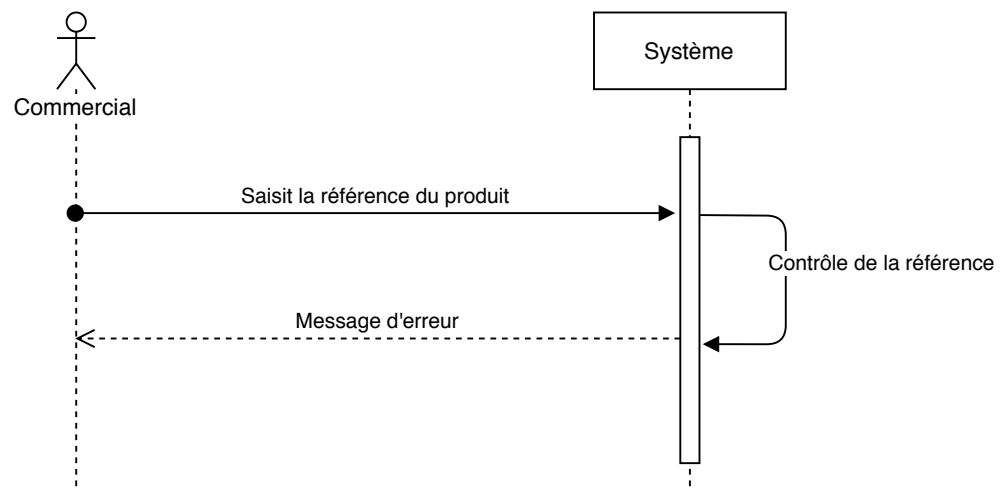 Système
Commercial
Saisit la référence du produit
Contrôle de la référence
Message d'erreur